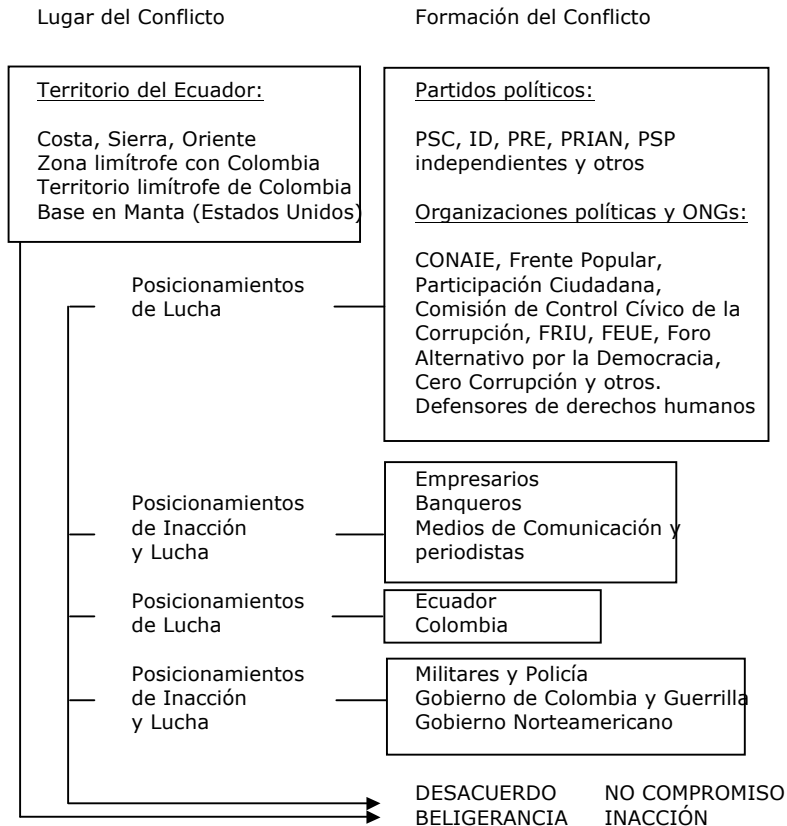 Lugar del Conflicto
Formación del Conflicto
Territorio del Ecuador:
Costa, Sierra, Oriente
Zona limítrofe con Colombia
Territorio limítrofe de Colombia
Base en Manta (Estados Unidos)
Partidos políticos:
PSC, ID, PRE, PRIAN, PSP
independientes y otros
Organizaciones políticas y ONGs:
CONAIE, Frente Popular,
Participación Ciudadana,
Comisión de Control Cívico de la
Corrupción, FRIU, FEUE, Foro
Alternativo por la Democracia,
Cero Corrupción y otros.
Defensores de derechos humanos
Posicionamientos
de Lucha
Posicionamientos
de Inacción
y Lucha
Empresarios
Banqueros
Medios de Comunicación y
periodistas
Posicionamientos
de Lucha
Ecuador
Colombia
Posicionamientos
de Inacción
y Lucha
Militares y Policía
Gobierno de Colombia y Guerrilla
Gobierno Norteamericano
DESACUERDO NO COMPROMISO
BELIGERANCIA INACCIÓN